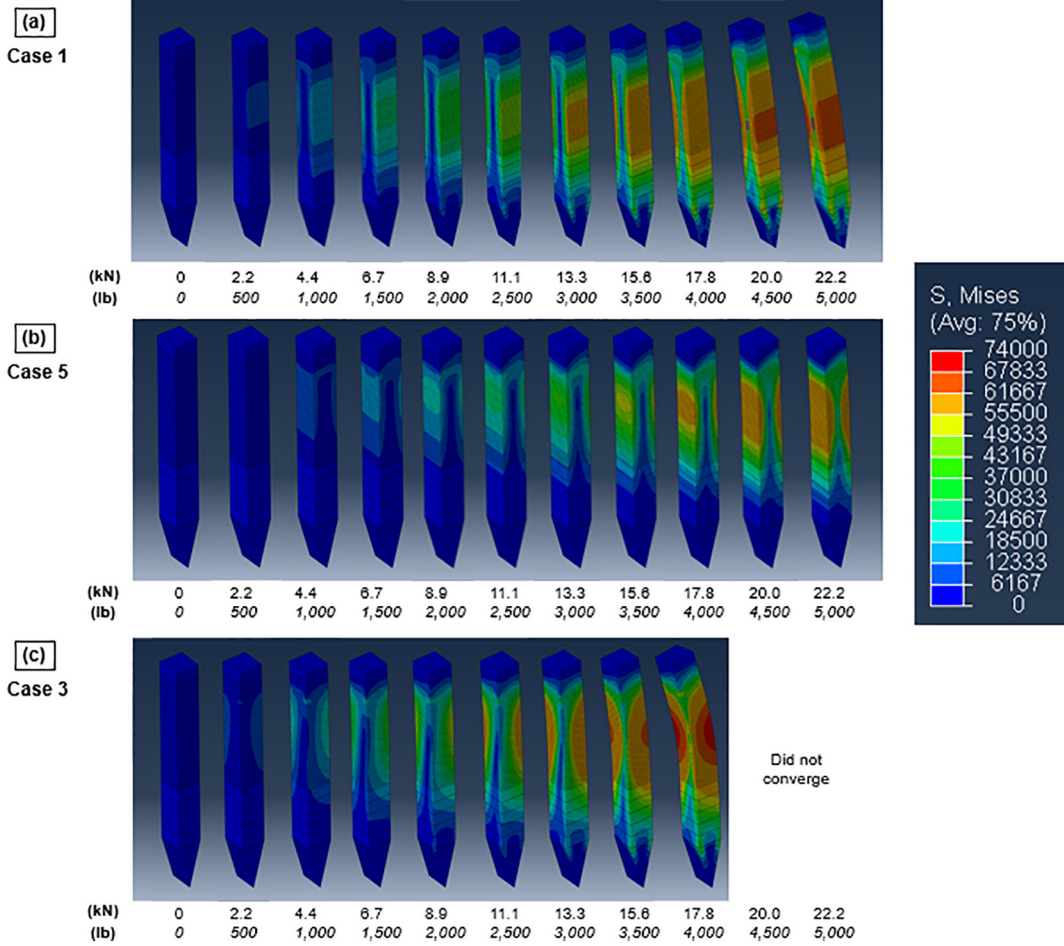 (a)
Case 1
(kN) 0 2.2 4.4 6.7 8.9 11.1 13.3 15.6 17.8 20.0 22.2
(lb) 0 500 1,000 1,500 2,000 2,500 3,000 3,500 4,000 4,500 5,000
(b)
Case 5
(kN) 0 2.2 4.4 6.7 8.9 11.1 13.3 15.6 17.8 20.0 22.2
(lb) 0 500 1,000 1,500 2,000 2,500 3,000 3,500 4,000 4,500 5,000
S, Mises
(Avg: 75%)
74000
67833
61667
55500
49333
43167
37000
30833
24667
18500
12333
6167
0
(c)
Case 3
Did not
converge
(kN) 0 2.2 4.4 6.7 8.9 11.1 13.3 15.6 17.8 20.0 22.2
(lb) 0 500 1,000 1,500 2,000 2,500 3,000 3,500 4,000 4,500 5,000